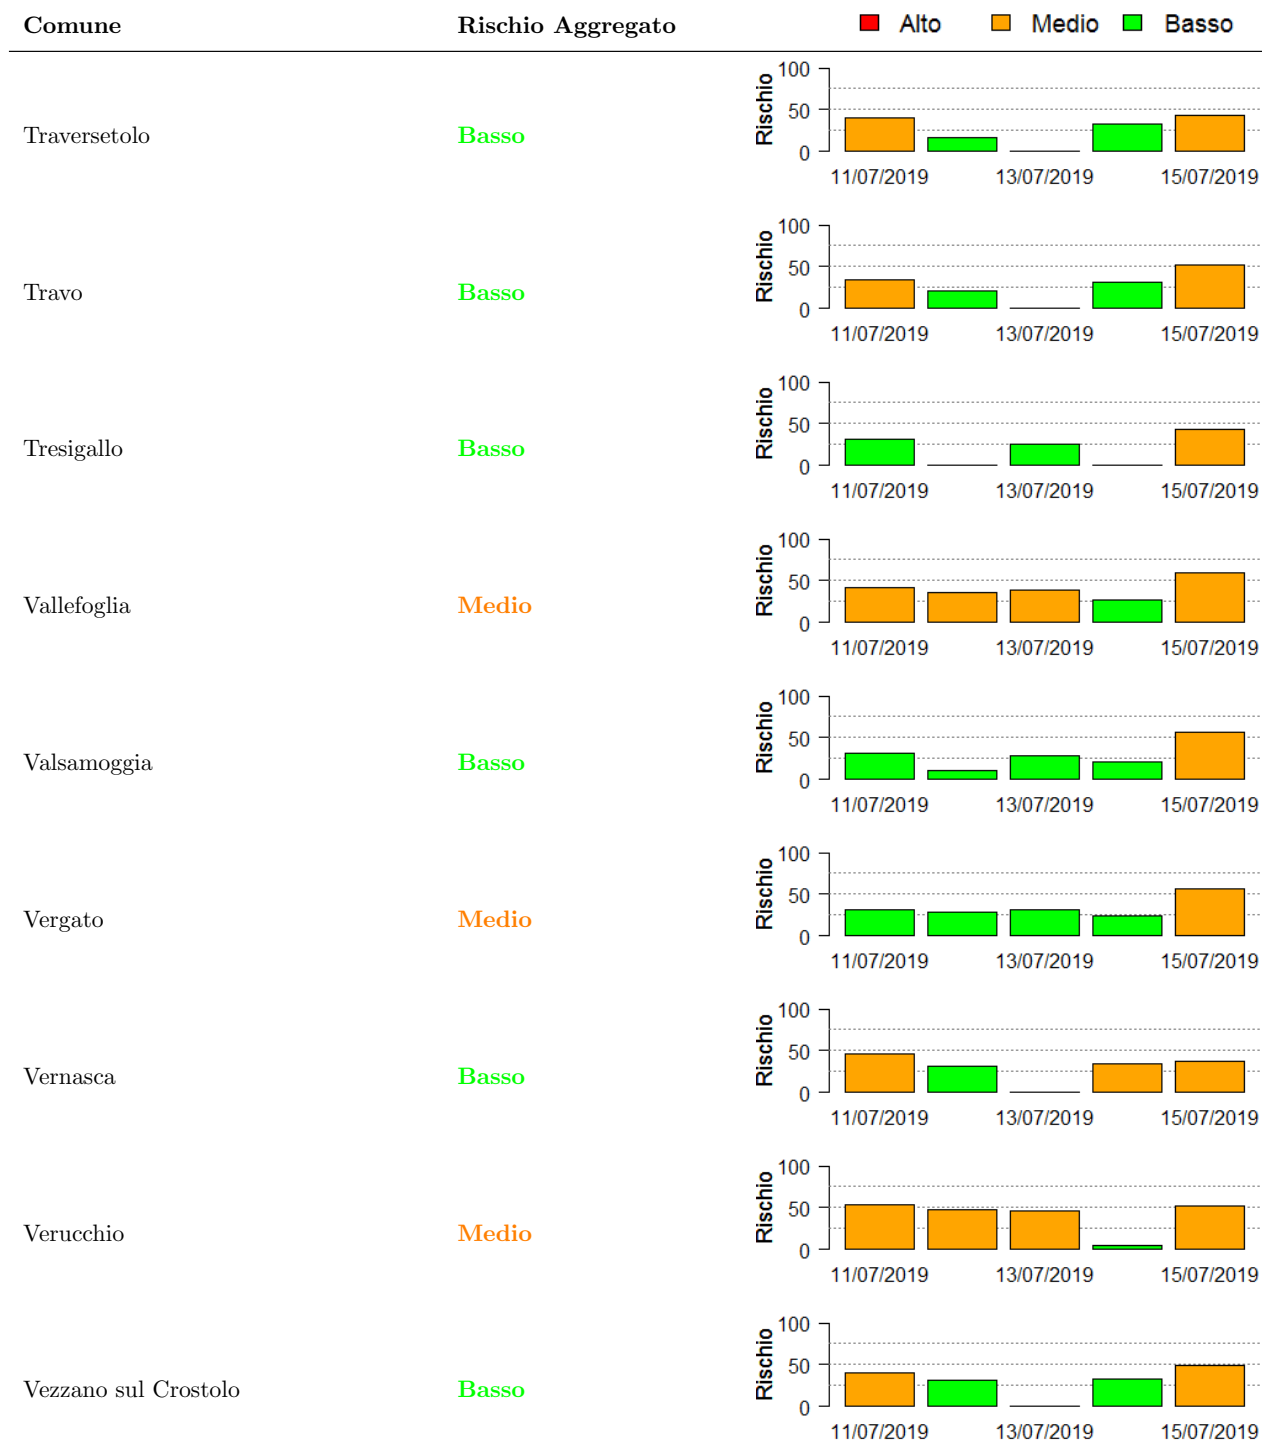 Comune Rischio Aggregato Alto Medio Basso
Traversetolo Basso
Rischio
100
50
0
11/07/2019 13/07/2019 15/07/2019
Travo Basso
Rischio
100
50
0
11/07/2019 13/07/2019 15/07/2019
Tresigallo Basso
Rischio
100
50
0
11/07/2019 13/07/2019 15/07/2019
Vallefoglia Medio
Rischio
100
50
0
11/07/2019 13/07/2019 15/07/2019
Valsamoggia Basso
Rischio
100
50
0
11/07/2019 13/07/2019 15/07/2019
Vergato Medio
Rischio
100
50
0
11/07/2019 13/07/2019 15/07/2019
Vernasca Basso
Rischio
100
50
0
11/07/2019 13/07/2019 15/07/2019
Verucchio Medio
Rischio
100
50
0
11/07/2019 13/07/2019 15/07/2019
Vezzano sul Crostolo Basso
Rischio
100
50
0
11/07/2019 13/07/2019 15/07/2019